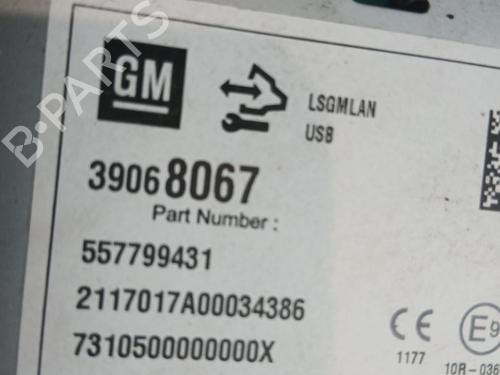 GM
LSGMLAN
USB
39068067
Part Number :
557799431
2117017A00034386
7310500000000X
CE
1177
E9
10R-036
B-PARTS